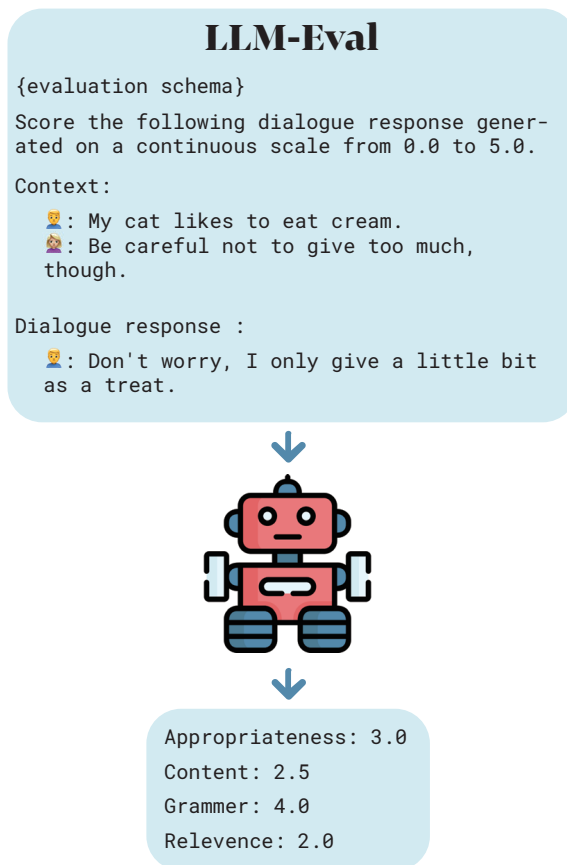 LLM-Eval
{evaluation schema}
Score the following dialogue response gener-
ated on a continuous scale from 0.0 to 5.0.
Context:
: My cat likes to eat cream.
: Be careful not to give too much,
though.
Dialogue response :
: Don't worry, I only give a little bit
as a treat.
Appropriateness: 3.0
Content: 2.5
Grammer: 4.0
Relevence: 2.0